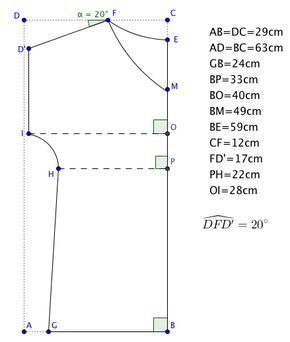 D
α = 20°
F
C
AB=DC=29cm
E
AD=BC=63cm
D'
GB=24cm
BP=33cm
M
BO=40cm
BM=49cm
BE=59cm
I
O
CF=12cm
FD'=17cm
H
P
PH=22cm
OI=28cm
DFD' = 20°
A
G
B